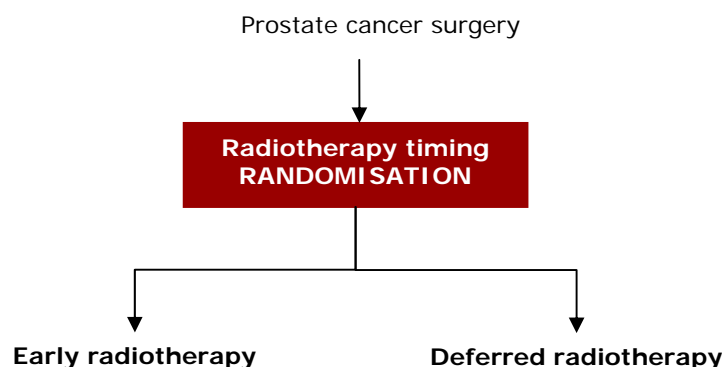 Prostate cancer surgery
Radiotherapy timing
RANDOMISATION
Early radiotherapy
Deferred radiotherapy